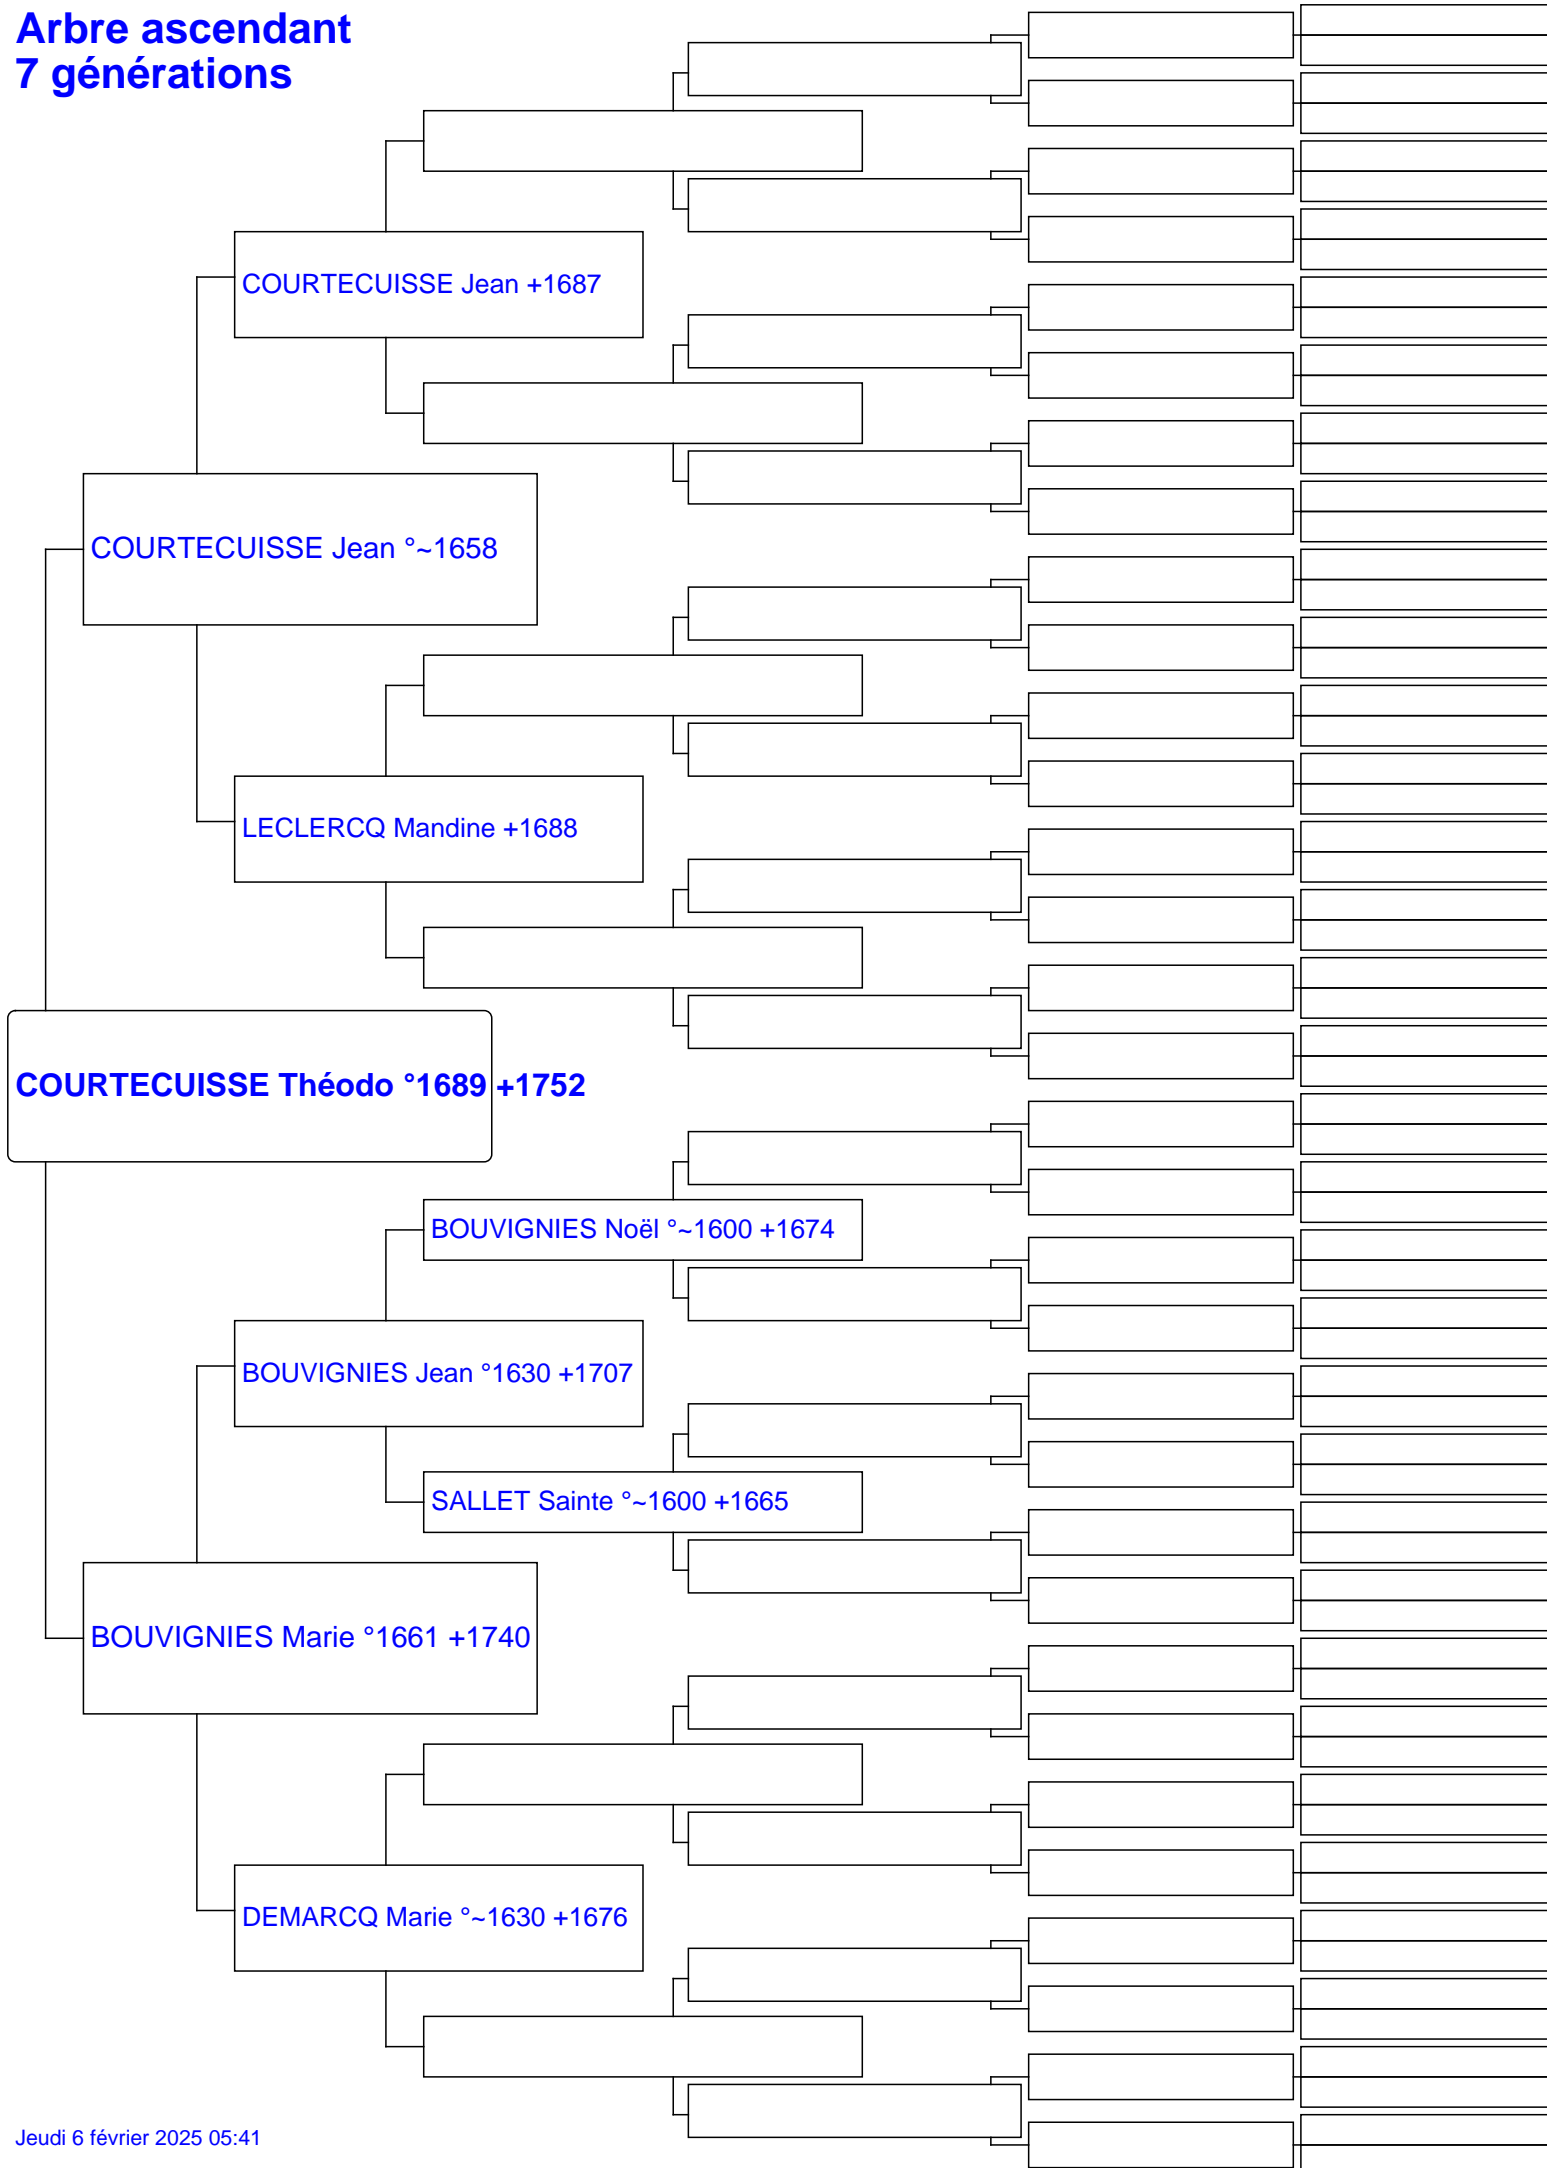 Arbre ascendant
7 générations
COURTECUISSE Jean +1687
COURTECUISSE Jean °~1658
LECLERCQ Mandine +1688
COURTECUISSE Théodo °1689 +1752
BOUVIGNIES Noël °~1600 +1674
BOUVIGNIES Jean °1630 +1707
SALLET Sainte °~1600 +1665
BOUVIGNIES Marie °1661 +1740
DEMARCQ Marie °~1630 +1676
Jeudi 6 février 2025 05:41